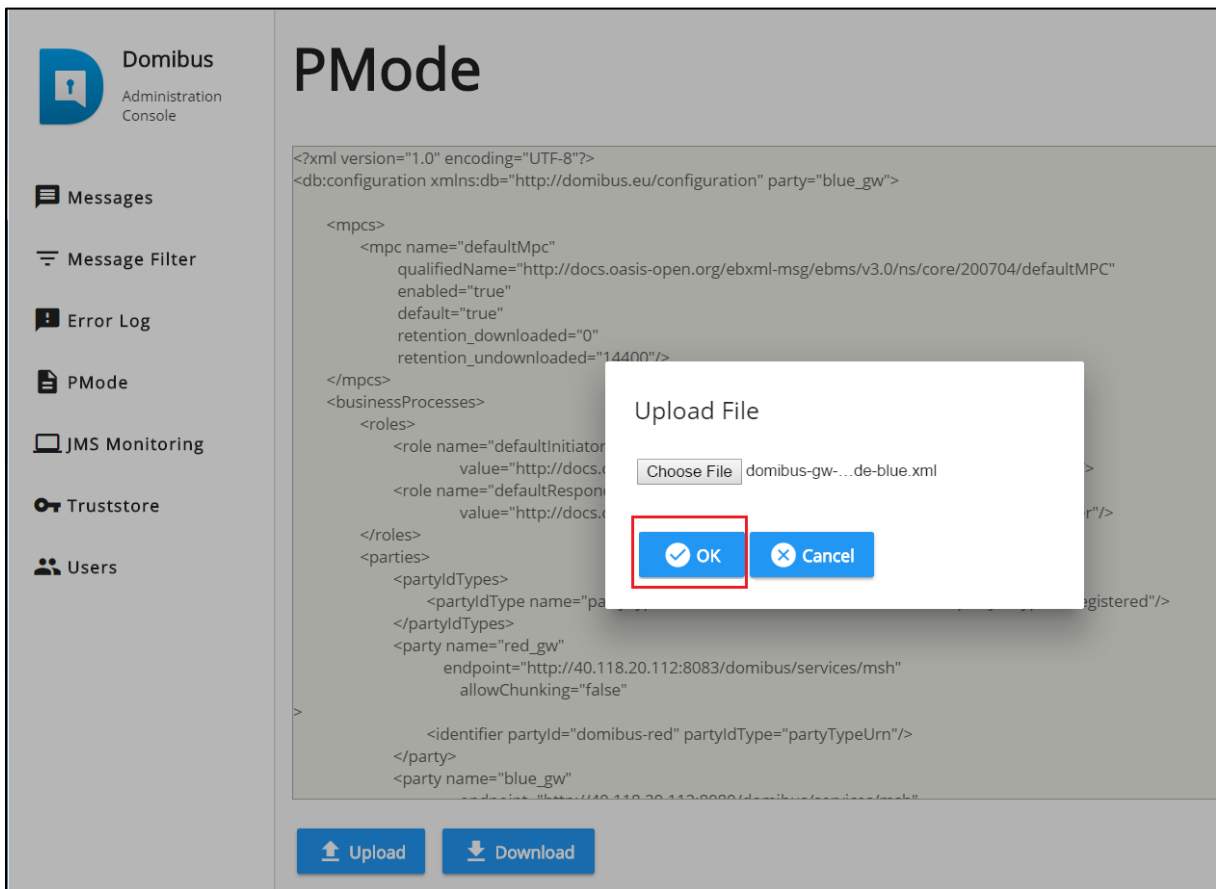 Domibus
Administration
Console
Messages
Message Filter
Error Log
PMode
JMS Monitoring
Truststore
Users
PMode
<?xml version="1.0" encoding="UTF-8"?>
<db:configuration xmlns:db="http://domibus.eu/configuration" party="blue_gw">
<mpcs>
<mpc name="defaultMpc"
qualifiedName="http://docs.oasis-open.org/ebxml-msg/ebms/v3.0/ns/core/200704/defaultMPC"
enabled="true"
default="true"
retention_downloaded="0"
retention_undownloaded="14400"/>
</mpcs>
<businessProcesses>
<roles>
<role name="defaultInitiator
value="http://docs. >
<role name="defaultRespon
value="http://docs. r"/>
</roles>
<parties>
<partyIdTypes>
<partyIdType name="pa egistered"/>
</partyIdTypes>
<party name="red_gw"
endpoint="http://40.118.20.112:8083/domibus/services/msh"
allowChunking="false"
>
<identifier partyId="domibus-red" partyIdType="partyTypeUrn"/>
</party>
<party name="blue_gw"
Upload File
Choose File domibus-gw-...de-blue.xml
OK Cancel
Upload Download